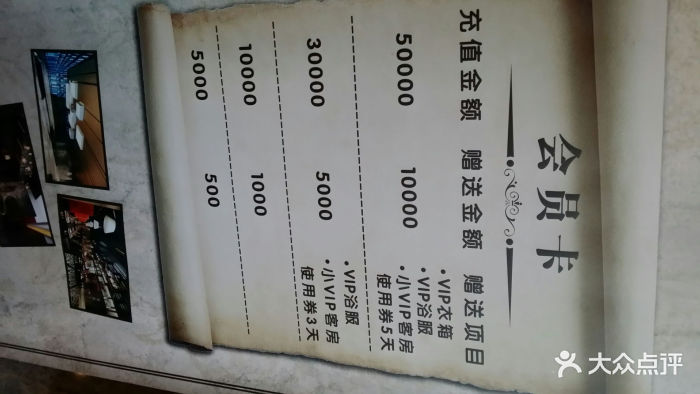 会员卡
充值金额 赠送金额 赠送项目
50000 10000 •VIP衣箱
•VIP浴服
•小VIP客房
使用券5天
30000 5000 •VIP浴服
•小VIP客房
使用券3天
10000 1000
5000 500
大众点评